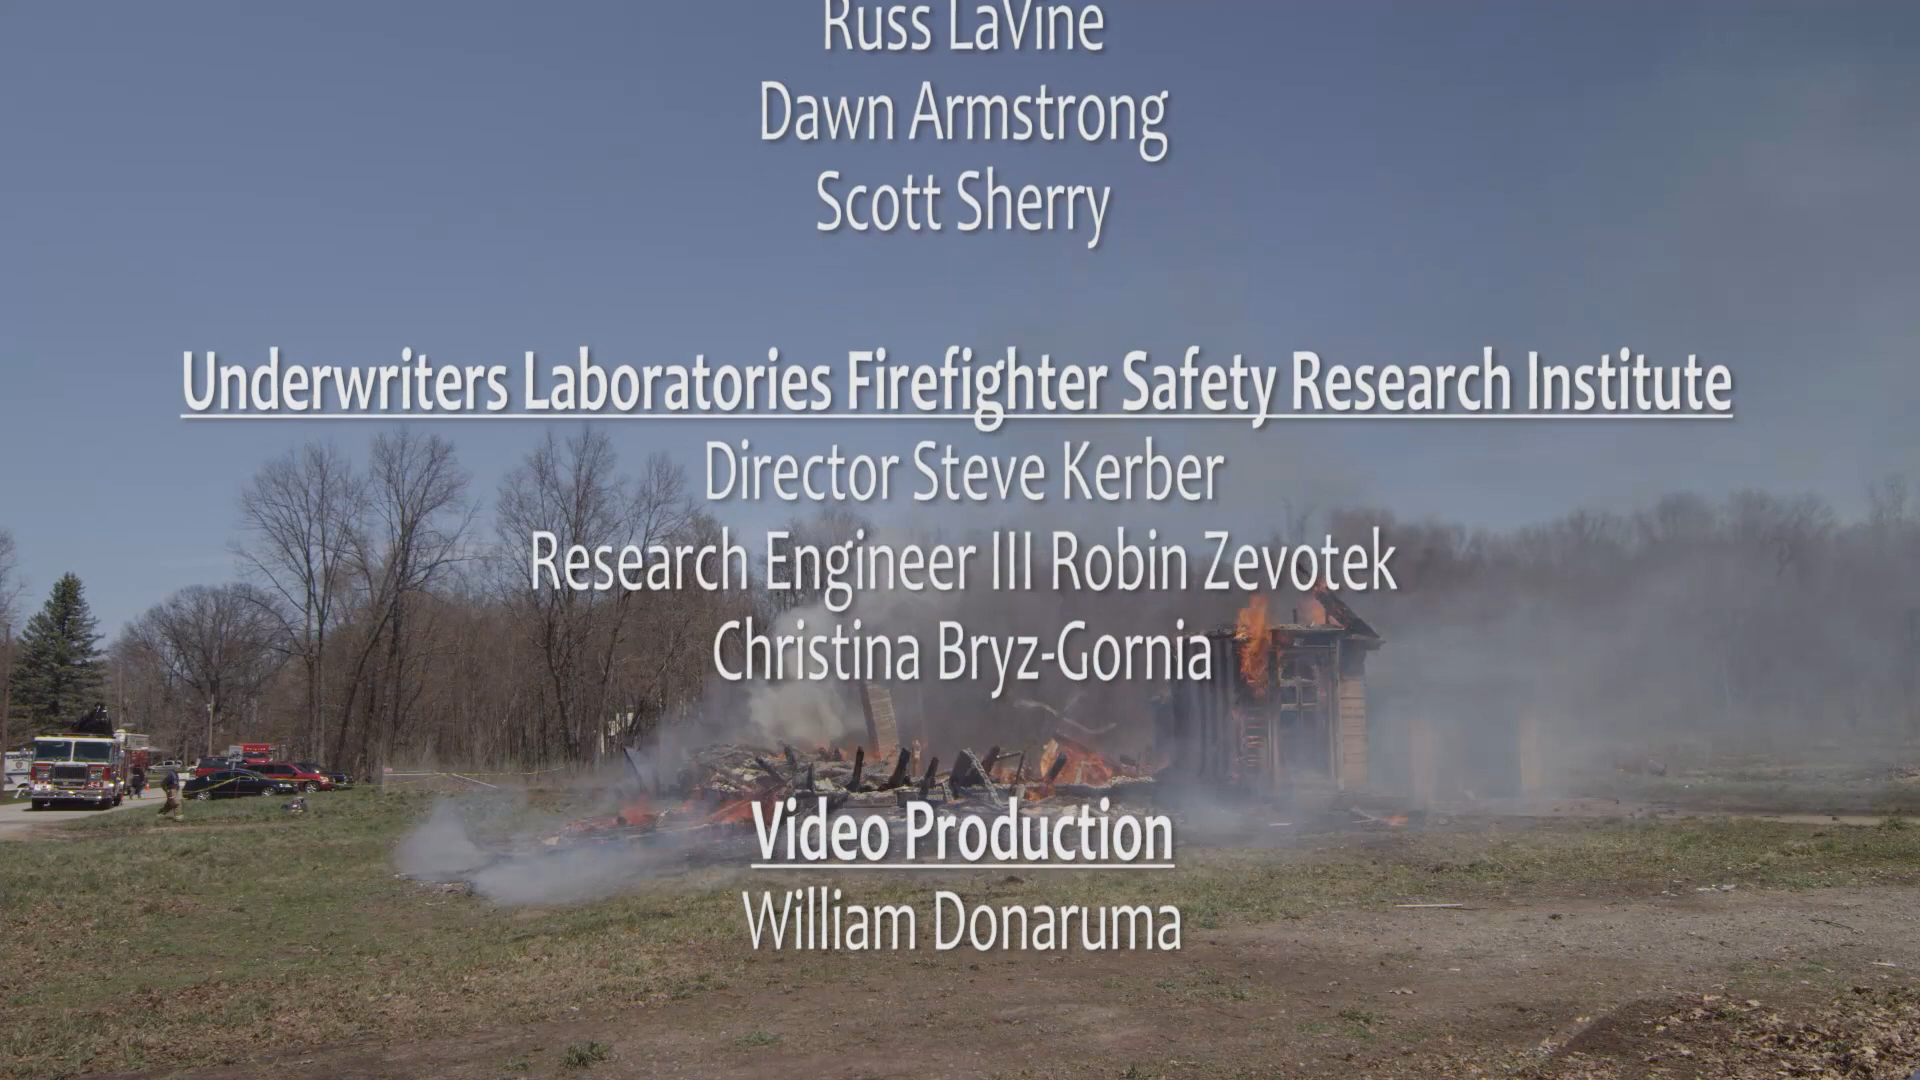 Russ LaVine
Dawn Armstrong
Scott Sherry
Underwriters Laboratories Firefighter Safety Research Institute
Director Steve Kerber
Research Engineer III Robin Zevotek
Christina Bryz-Gornia
Video Production
William Donaruma